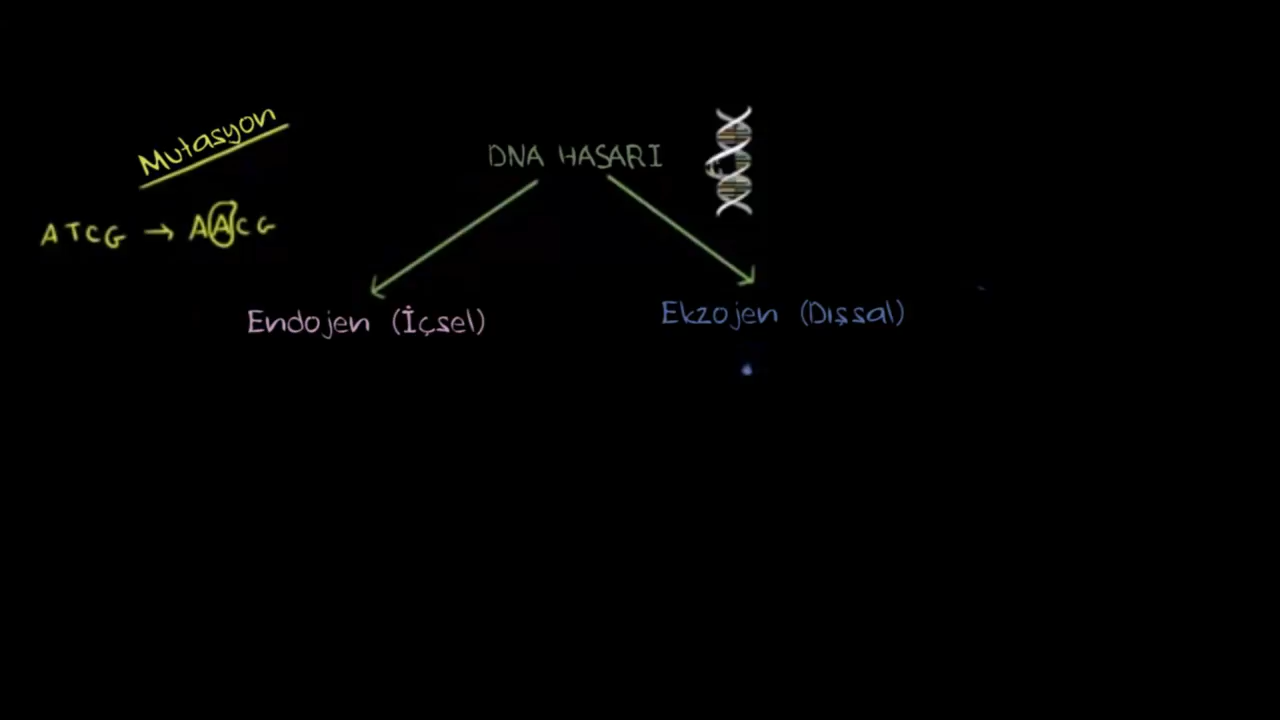 Mutasyon
ATCG → AACG
DNA HASARI
Endojen (İçsel)
Ekzojen (Dışsal)